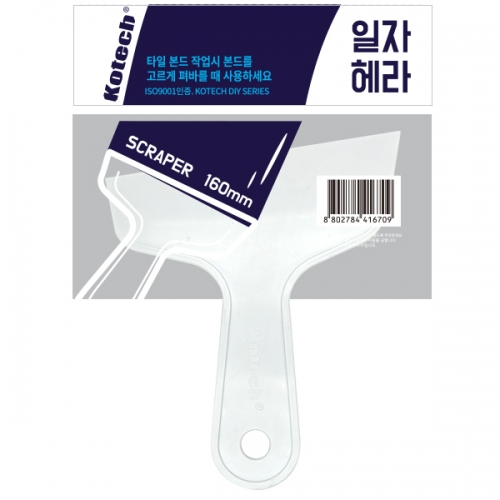 Kotech®
타일 본드 작업시 본드를
고르게 펴바를 때 사용하세요
ISO9001인증. KOTECH DIY SERIES
일자
헤라
SCRAPER 160mm
8 802784 416709